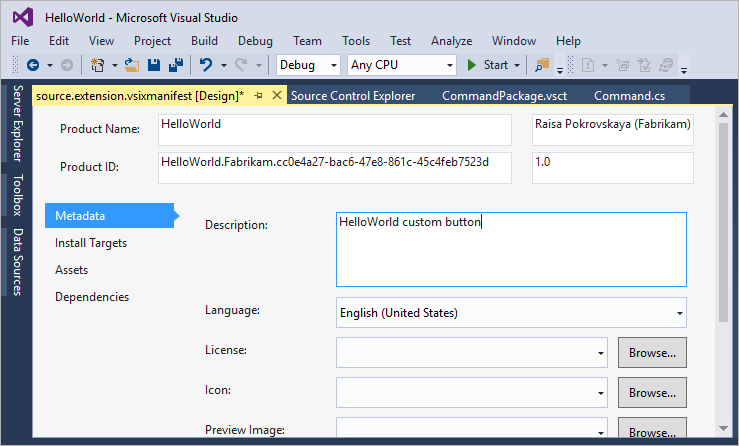 HelloWorld - Microsoft Visual Studio
File Edit View Project Build Debug Team Tools Test Analyze Window Help
Debug Any CPU Start
source.extension.vsixmanifest [Design]* Source Control Explorer CommandPackage.vsct Command.cs
Server Explorer
Toolbox
Data Sources
Product Name: HelloWorld Raisa Pokrovskaya (Fabrikam)
Product ID: HelloWorld.Fabrikam.cc0e4a27-bac6-47e8-861c-45c4feb7523d 1.0
Metadata
Install Targets
Assets
Dependencies
Description: HelloWorld custom button
Language: English (United States)
License: Browse...
Icon: Browse...
Preview Image: Browse...